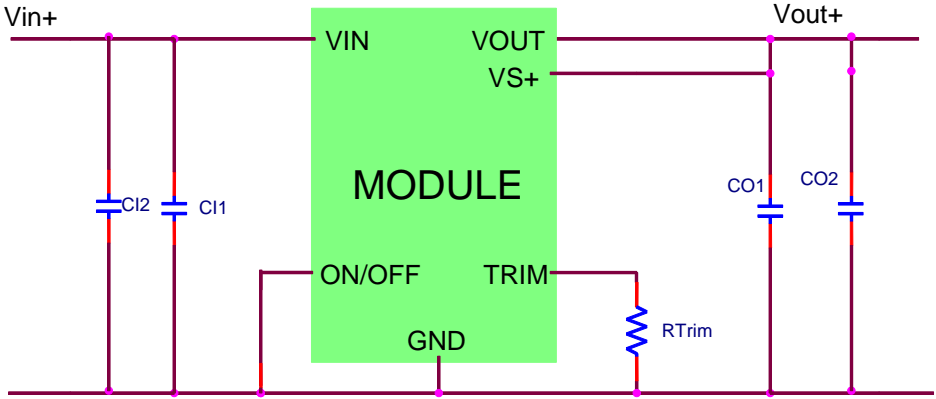 Vin+
Vout+
VIN
VOUT
VS+
MODULE
CI2
CI1
CO1
CO2
ON/OFF
TRIM
RTrim
GND